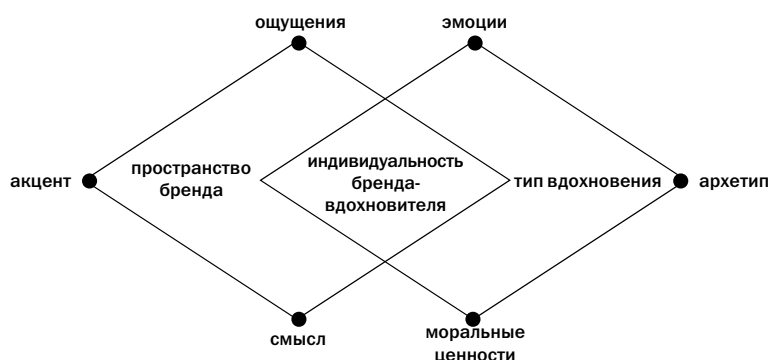 ощущения
эмоции
акцент
пространство
бренда
индивидуальность
бренда-
вдохновителя
тип вдохновения
архетип
смысл
моральные
ценности